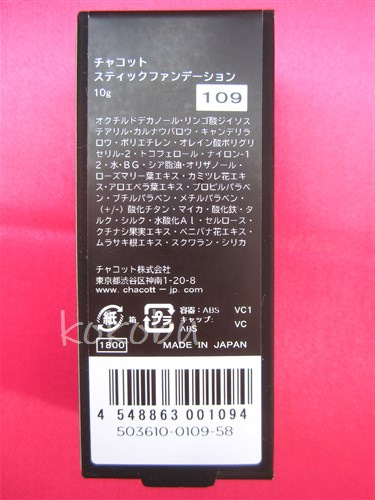 チャコット
スティックファンデーション
10g
109
オクチルドデカノール・リンゴ酸ジイソス
テアリル・カルナウバロウ・キャンデリラ
ロウ・ポリエチレン・オレイン酸ポリグリ
セリル-2・トコフェロール・ナイロン-1
2・水・BG・シア脂油・オリザノール・
ローズマリー葉エキス・カミツレ花エキ
ス・アロエベラ葉エキス・プロピルパラベ
ン・ブチルパラベン・メチルパラベン・
(+/-) 酸化チタン・マイカ・酸化鉄・タ
ルク・シルク・水酸化Al・セルロース・
クチナシ果実エキス・ベニバナ花エキス・
ムラサキ根エキス・スクワラン・シリカ
チャコット株式会社
東京都渋谷区神南1-20-8
www.chacott-jp.com
紙 箱 プラ 容器:ABS VC1
キャップ: VC
ABS
1800 MADE IN JAPAN
4 548863 001094
503610-0109-58